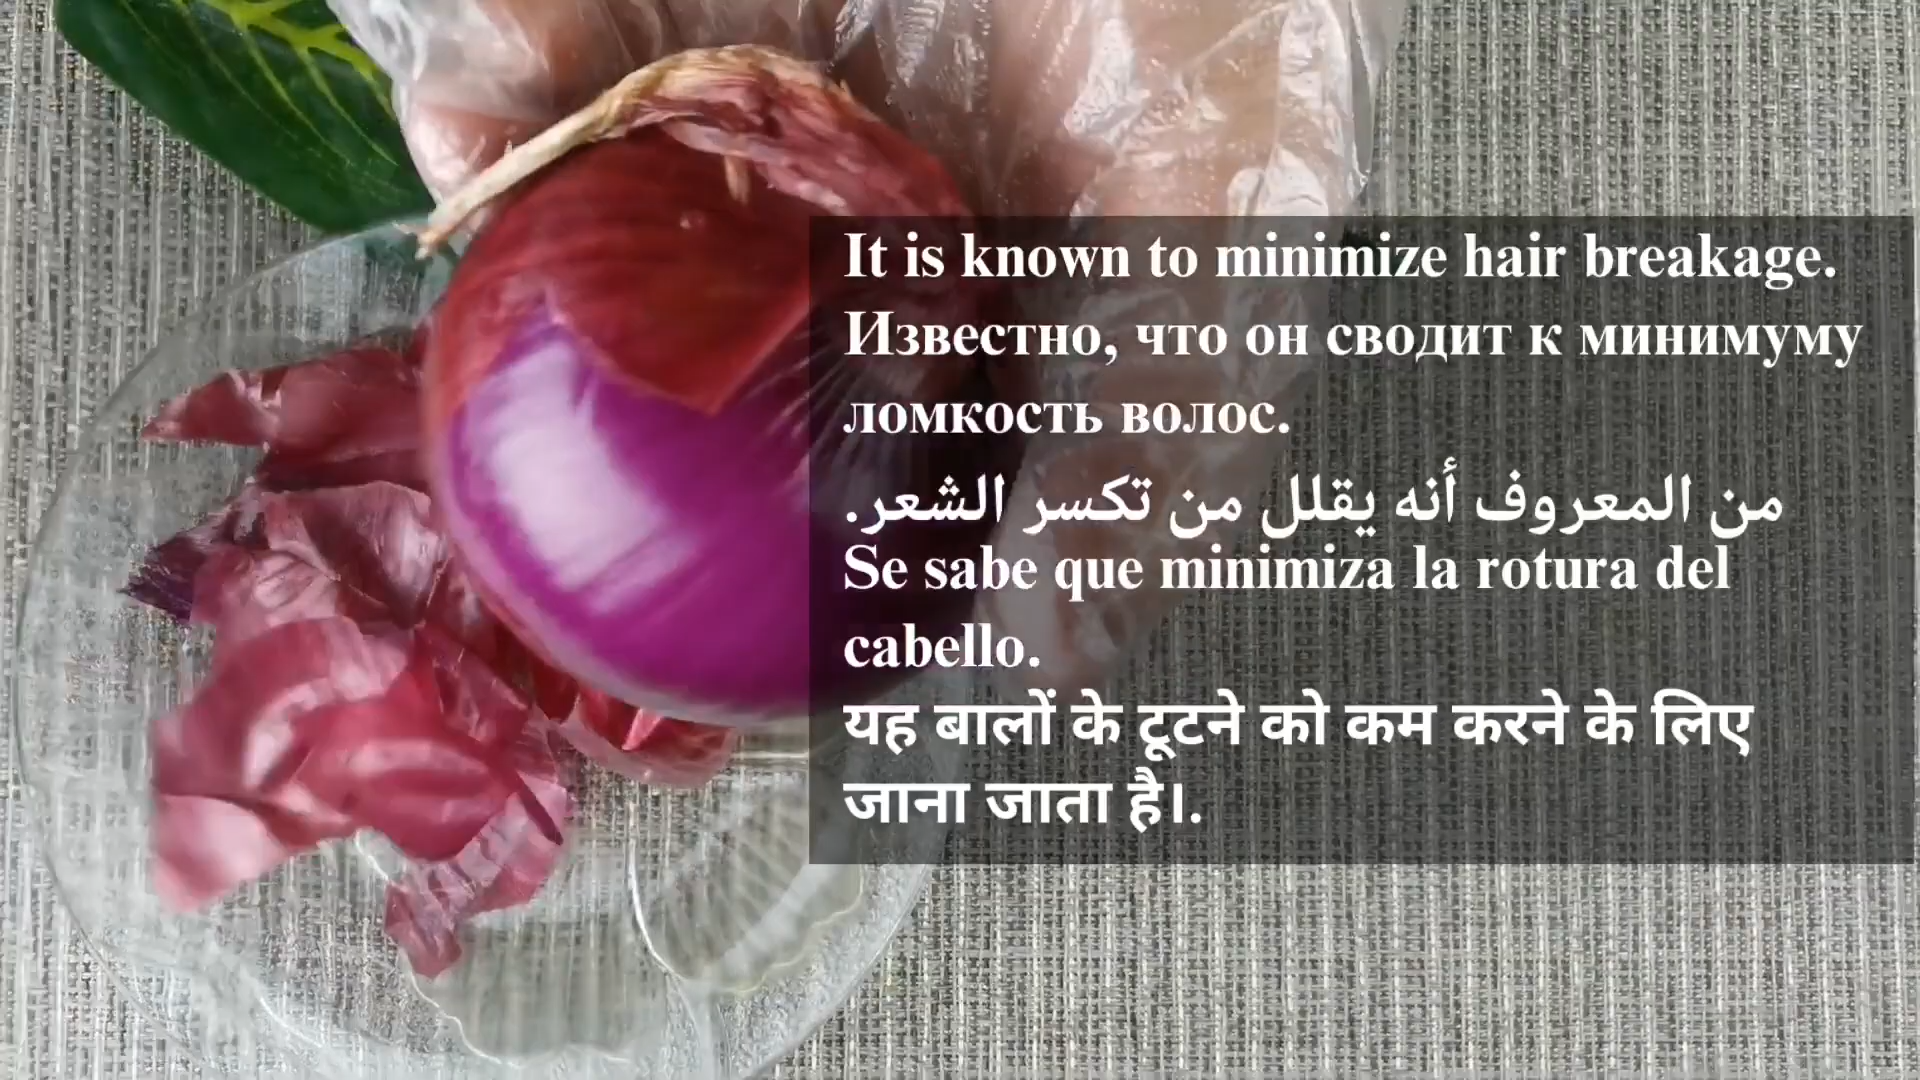 It is known to minimize hair breakage.
Известно, что он сводит к минимуму
ломкость волос.
من المعروف أنه يقلل من تكسر الشعر.
Se sabe que minimiza la rotura del
cabello.
यह बालों के टूटने को कम करने के लिए
जाना जाता है।.